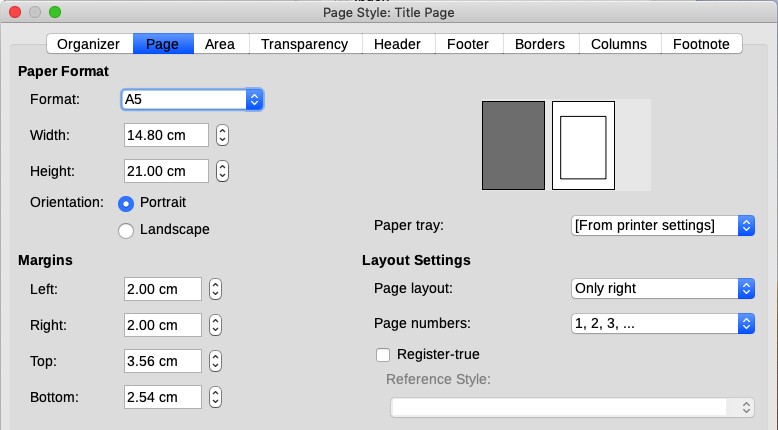 Page Style: Title Page
Organizer Page Area Transparency Header Footer Borders Columns Footnote
Paper Format
Format: A5
Width: 14.80 cm
Height: 21.00 cm
Orientation: Portrait
Landscape
Paper tray: [From printer settings]
Margins
Left: 2.00 cm
Right: 2.00 cm
Top: 3.56 cm
Bottom: 2.54 cm
Layout Settings
Page layout: Only right
Page numbers: 1, 2, 3, ...
Register-true
Reference Style: